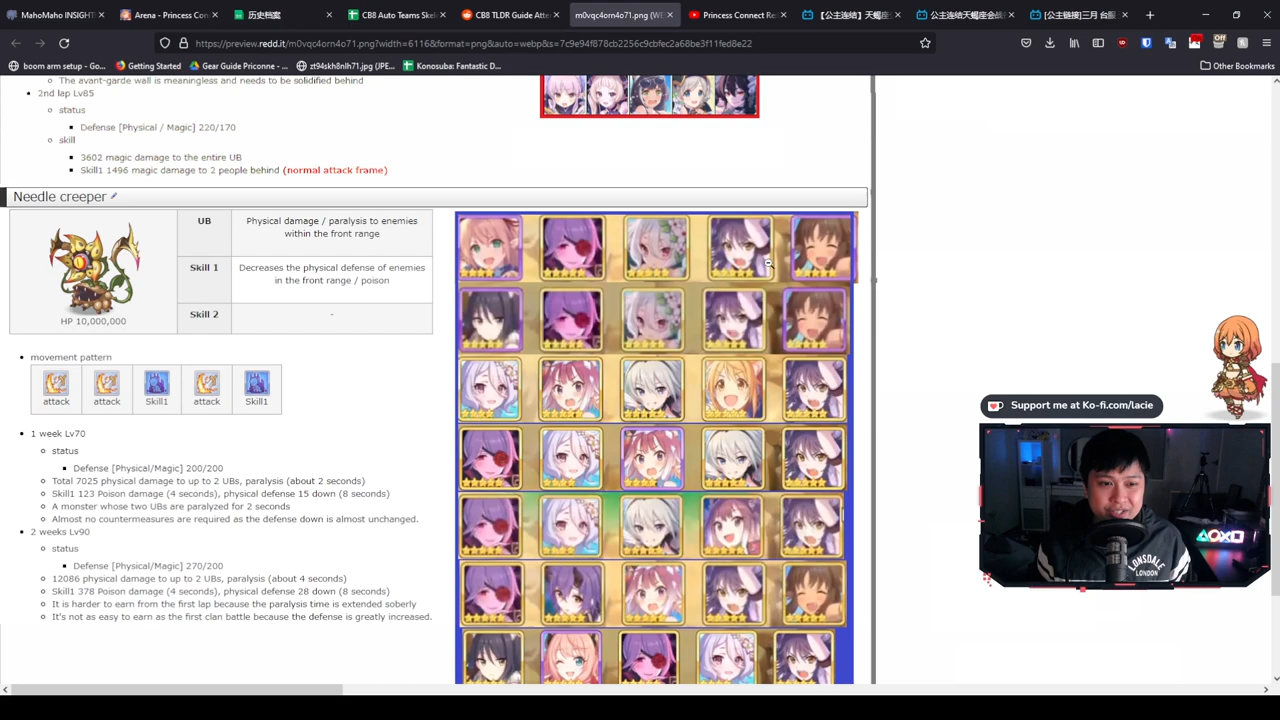 MahoMaho INSIGHT
Arena - Princess Con
历史档案
CB8 Auto Teams Skele
CB8 TLDR Guide Atte
m0vqc4orn4o71.png (WE
Princess Connect Re
【公主连结】天蝎座
公主连结天蝎座会战
[公主链接]三月 台服
https://preview.redd.it/m0vqc4orn4o71.png?width=6116&format=png&auto=webp&s=7c9e94f878cb2256c9cbfec2a68be3f11fed8e22
Off
boom arm setup - Go...
Getting Started
Gear Guide Priconne - ...
zt94skh8nlh71.jpg (JPE...
Konosuba: Fantastic D...
Other Bookmarks
The avant-garde wall is meaningless and needs to be solidified behind
2nd lap Lv85
status
Defense [Physical / Magic] 220/170
skill
3602 magic damage to the entire UB
Skill1 1496 magic damage to 2 people behind (normal attack frame)
Needle creeper
UB
Physical damage / paralysis to enemies within the front range
Skill 1
Decreases the physical defense of enemies in the front range / poison
Skill 2
-
HP 10,000,000
movement pattern
attack
attack
Skill1
attack
Skill1
1 week Lv70
status
Defense [Physical/Magic] 200/200
Total 7025 physical damage to up to 2 UBs, paralysis (about 2 seconds)
Skill1 123 Poison damage (4 seconds), physical defense 15 down (8 seconds)
A monster whose two UBs are paralyzed for 2 seconds
Almost no countermeasures are required as the defense down is almost unchanged.
2 weeks Lv90
status
Defense [Physical/Magic] 270/200
12086 physical damage to up to 2 UBs, paralysis (about 4 seconds)
Skill1 378 Poison damage (4 seconds), physical defense 28 down (8 seconds)
It is harder to earn from the first lap because the paralysis time is extended soberly
It's not as easy to earn as the first clan battle because the defense is greatly increased.
Support me at Ko-fi.com/lacie
LONSDALE
LONDON